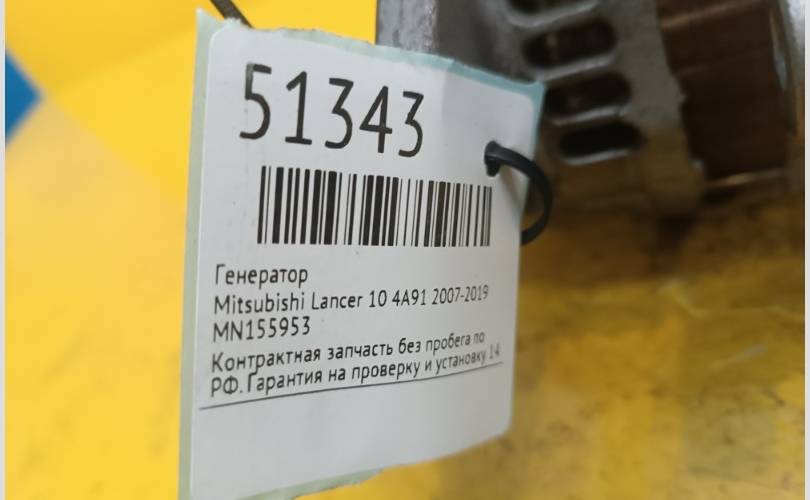 51343
Генератор
Mitsubishi Lancer 10 4A91 2007-2019
MN155953
Контрактная запчасть без пробега по
РФ. Гарантия на проверку и установку 14